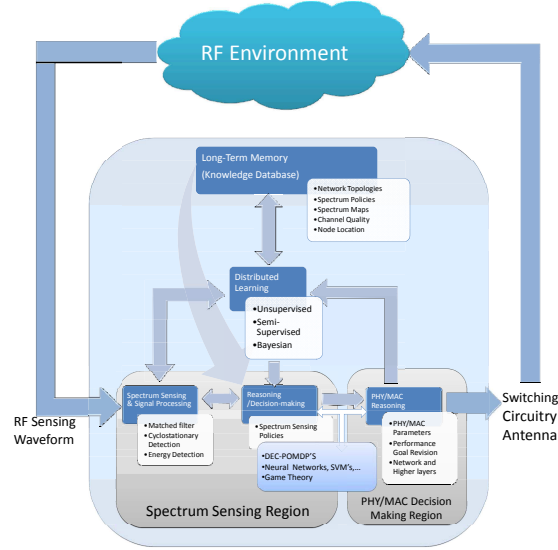 RF Environment
Long-Term Memory
(Knowledge Database)
•Network Topologies
•Spectrum Policies
•Spectrum Maps
•Channel Quality
•Node Location
Distributed
Learning
•Unsupervised
•Semi-
Supervised
•Bayesian
Spectrum Sensing
& Signal Processing
•Matched filter
•Cyclostationary
Detection
•Energy Detection
Reasoning
/Decision-making
•Spectrum Sensing
Policies
•DEC-POMDP'S
•Neural Networks, SVM's,...
•Game Theory
PHY/MAC
Reasoning
•PHY/MAC
Parameters
•Performance
Goal Revision
•Network and
Higher layers
RF Sensing
Waveform
Switching
Circuitry
Antenna
Spectrum Sensing Region
PHY/MAC Decision
Making Region